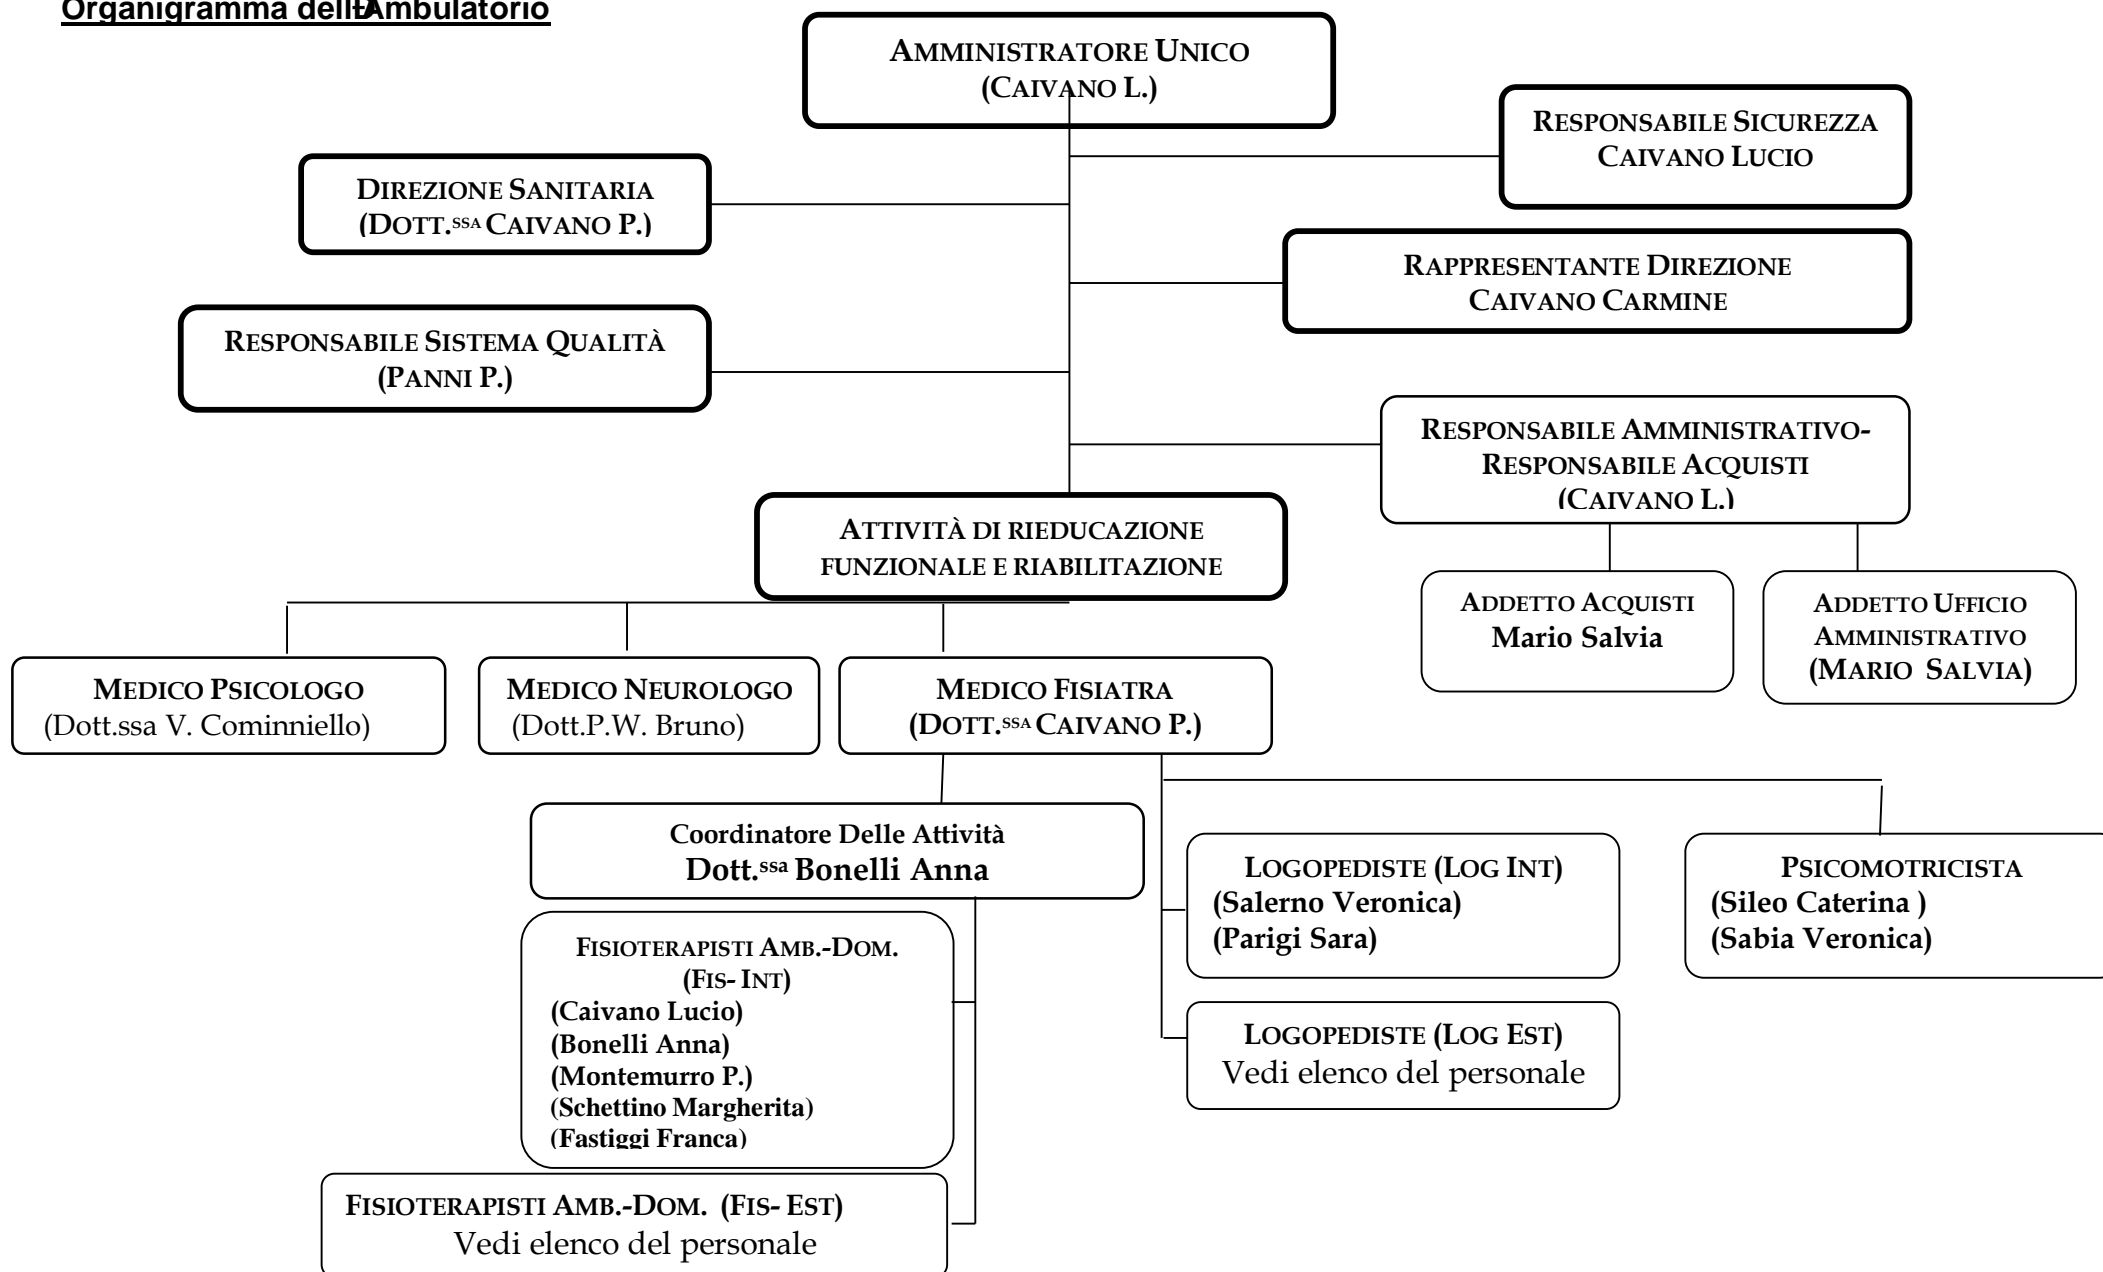 Organigramma dell'Ambulatorio
AMMINISTRATORE UNICO
(CAIVANO L.)
RESPONSABILE SICUREZZA
CAIVANO LUCIO
DIREZIONE SANITARIA
(DOTT.SSA CAIVANO P.)
RAPPRESENTANTE DIREZIONE
CAIVANO CARMINE
RESPONSABILE SISTEMA QUALITÀ
(PANNI P.)
RESPONSABILE AMMINISTRATIVO-
RESPONSABILE ACQUISTI
(CAIVANO L.)
ATTIVITÀ DI RIEDUCAZIONE
FUNZIONALE E RIABILITAZIONE
ADDETTO ACQUISTI
Mario Salvia
ADDETTO UFFICIO
AMMINISTRATIVO
(MARIO SALVIA)
MEDICO PSICOLOGO
(Dott.ssa V. Cominniello)
MEDICO NEUROLOGO
(Dott.P.W. Bruno)
MEDICO FISIATRA
(DOTT.SSA CAIVANO P.)
Coordinatore Delle Attività
Dott.ssa Bonelli Anna
LOGOPEDISTE (LOG INT)
(Salerno Veronica)
(Parigi Sara)
PSICOMOTRICISTA
(Sileo Caterina )
(Sabia Veronica)
FISIOTERAPISTI AMB.-DOM.
(FIS- INT)
(Caivano Lucio)
(Bonelli Anna)
(Montemurro P.)
(Schettino Margherita)
(Fastiggi Franca)
LOGOPEDISTE (LOG EST)
Vedi elenco del personale
FISIOTERAPISTI AMB.-DOM. (FIS- EST)
Vedi elenco del personale